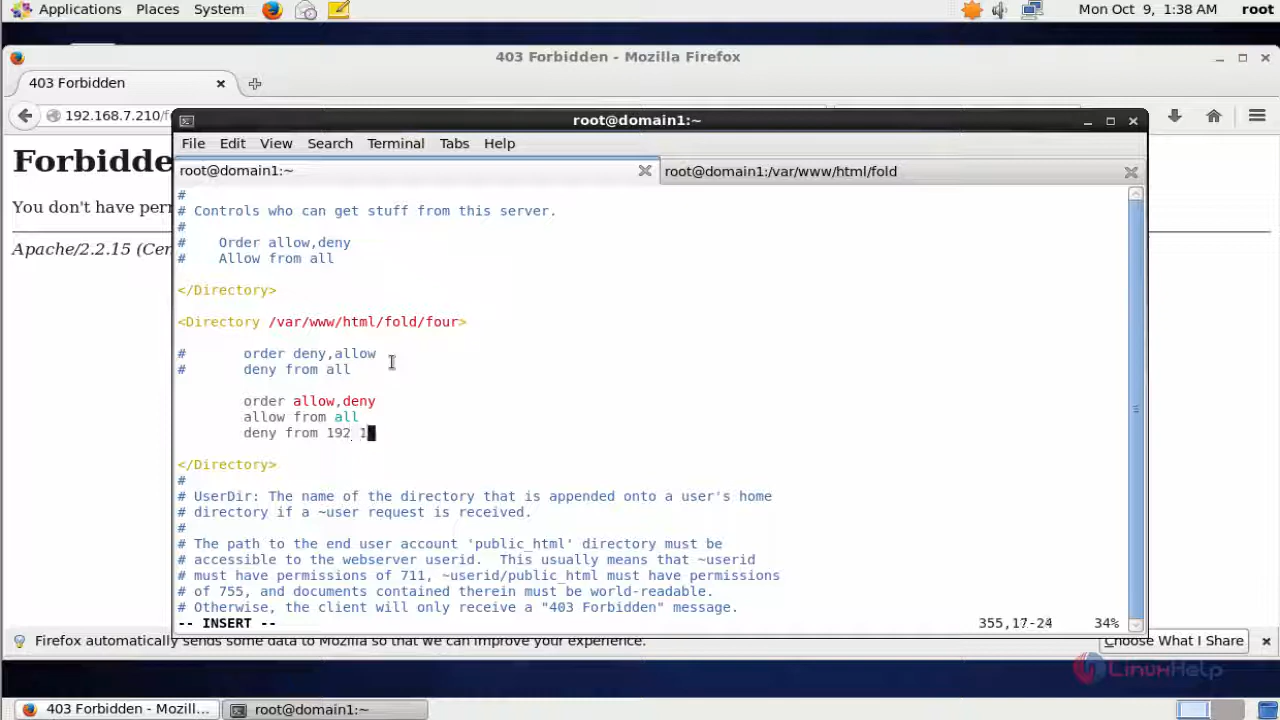 Applications Places System Mon Oct 9, 1:38 AM root
403 Forbidden - Mozilla Firefox
403 Forbidden
192.168.7.210/f
root@domain1:~
File Edit View Search Terminal Tabs Help
root@domain1:~ root@domain1:/var/www/html/fold
Forbidde
You don't have perr
Apache/2.2.15 (Cer
#
# Controls who can get stuff from this server.
#
# Order allow,deny
# Allow from all
</Directory>
<Directory /var/www/html/fold/four>
# order deny,allow
# deny from all
order allow,deny
allow from all
deny from 192.1
</Directory>
#
# UserDir: The name of the directory that is appended onto a user's home
# directory if a ~user request is received.
#
# The path to the end user account 'public_html' directory must be
# accessible to the webserver userid.  This usually means that ~userid
# must have permissions of 711, ~userid/public_html must have permissions
# of 755, and documents contained therein must be world-readable.
# Otherwise, the client will only receive a "403 Forbidden" message.
-- INSERT -- 355,17-24 34%
Firefox automatically sends some data to Mozilla so that we can improve your experience. Choose What I Share
LinuxHelp
403 Forbidden - Mozill... root@domain1:~